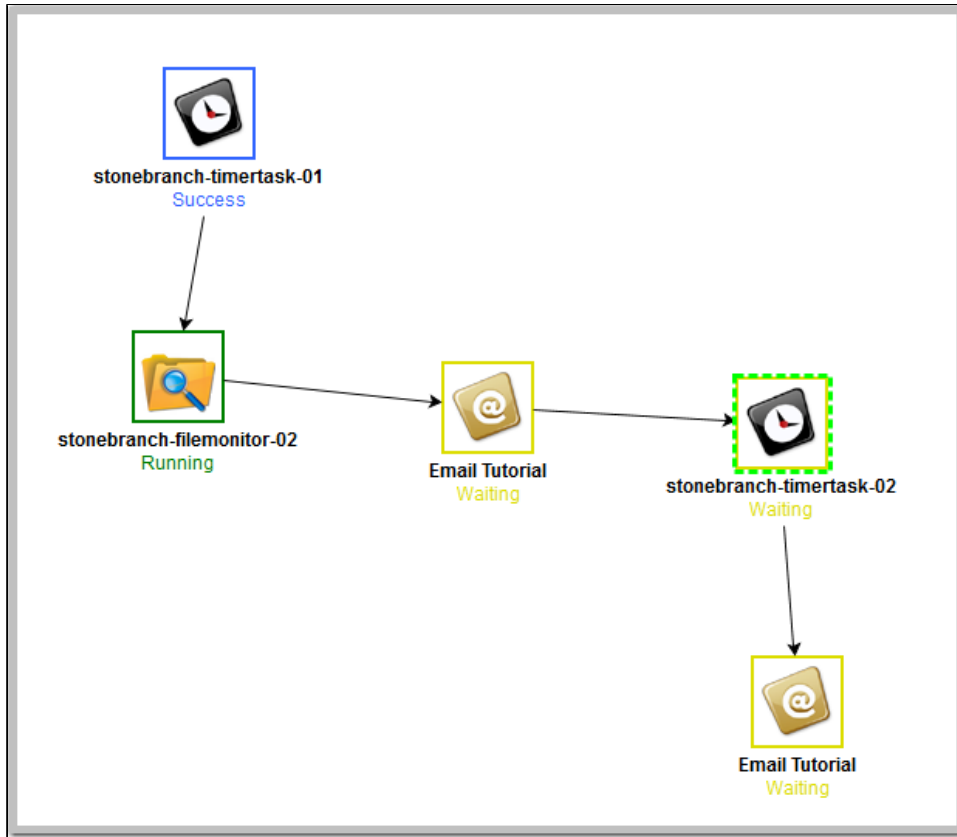 stonebranch-timertask-01
Success
stonebranch-filemonitor-02
Running
@
Email Tutorial
Waiting
stonebranch-timertask-02
Waiting
@
Email Tutorial
Waiting